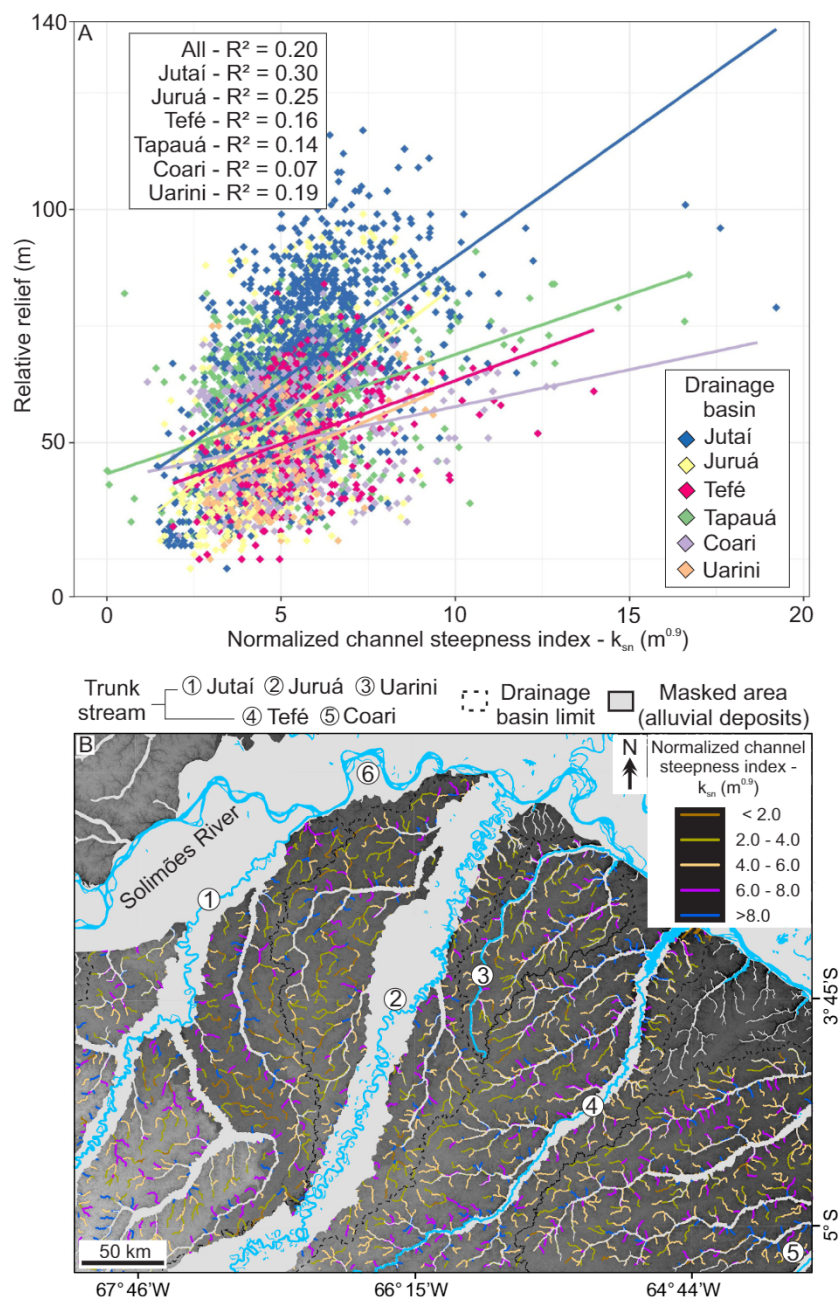 A
All - R² = 0.20
Jutaí - R² = 0.30
Juruá - R² = 0.25
Tefé - R² = 0.16
Tapauá - R² = 0.14
Coari - R² = 0.07
Uarini - R² = 0.19
140
100
50
0
Relative relief (m)
Drainage
basin
Jutaí
Juruá
Tefé
Tapauá
Coari
Uarini
0 5 10 15 20
Normalized channel steepness index - ksn (m0.9)
Trunk
stream
① Jutaí ② Juruá ③ Uarini
④ Tefé ⑤ Coari
Drainage
basin limit
Masked area
(alluvial deposits)
B
N
Normalized channel
steepness index -
ksn (m0.9)
< 2.0
2.0 - 4.0
4.0 - 6.0
6.0 - 8.0
>8.0
⑥
Solimões River
①
③
②
④
⑤
3°45'S
5°S
50 km
67°46'W 66°15'W 64°44'W